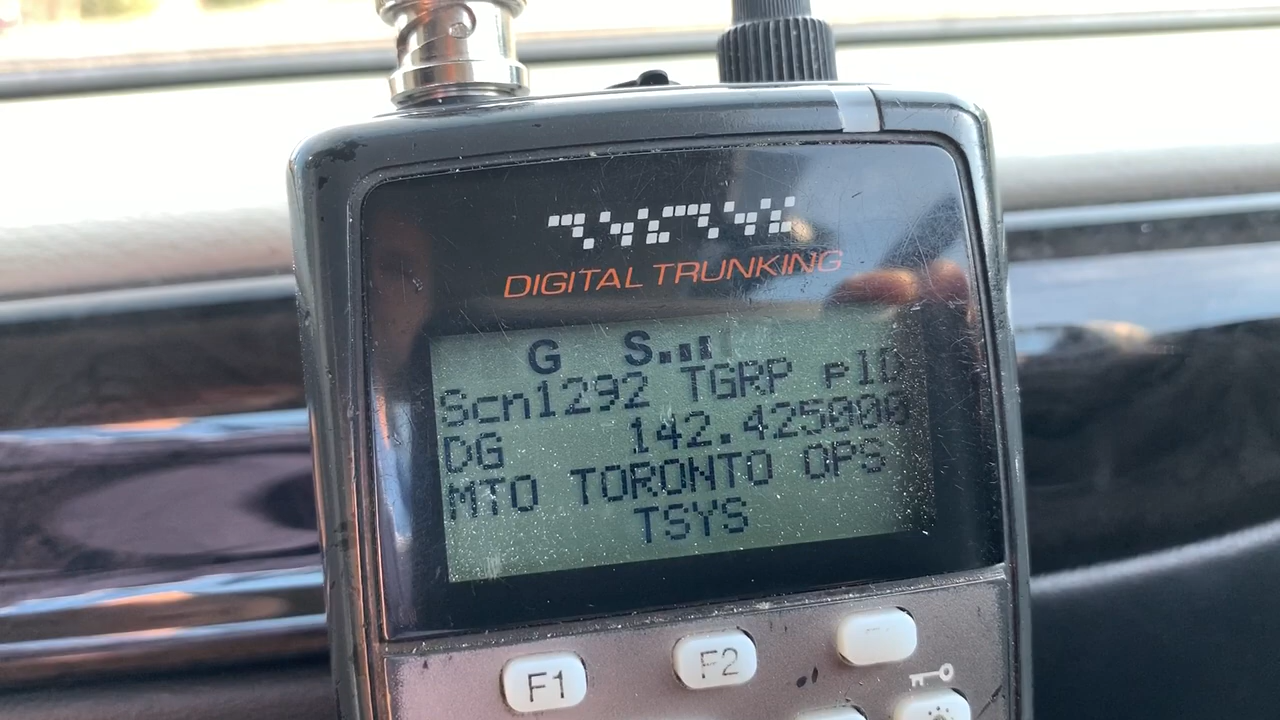 DIGITAL TRUNKING
G S
Scn1292 TGRP
DG 142.425000
MTO TORONTO OPS
TSYS
F1
F2